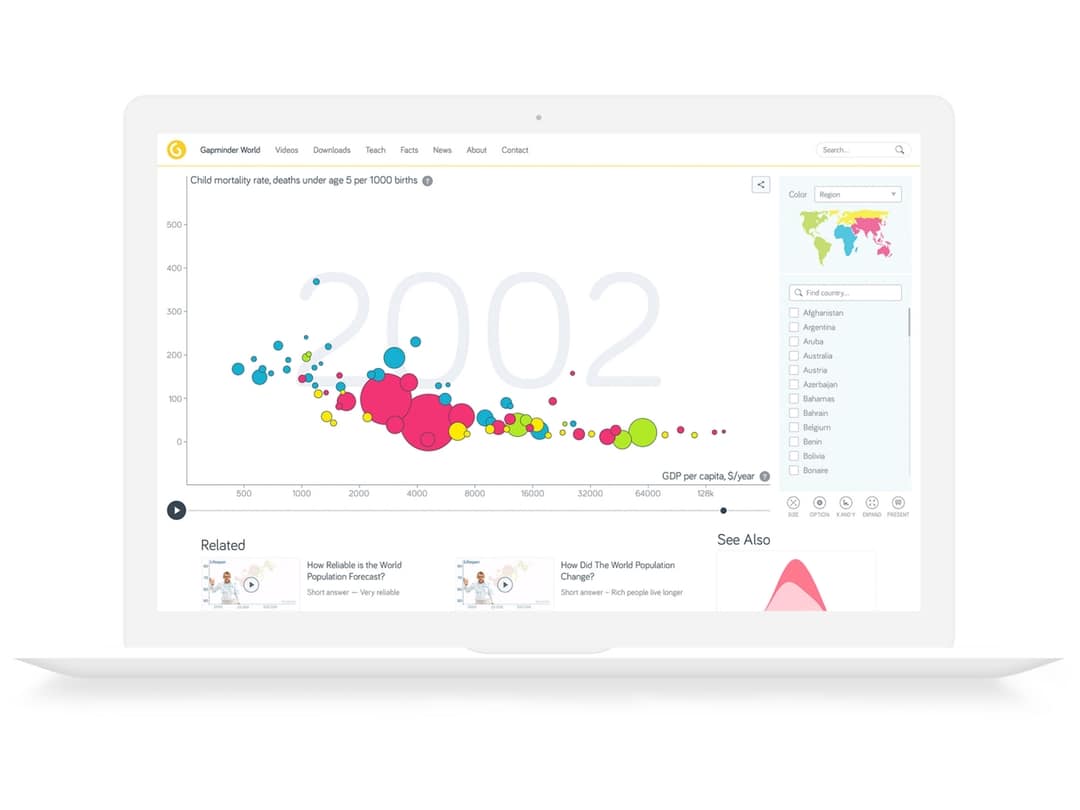 Gapminder World Videos Downloads Teach Facts News About Contact
Search...
Child mortality rate, deaths under age 5 per 1000 births ?
2002
500
400
300
200
100
0
GDP per capita, $/year ?
500 1000 2000 4000 8000 16000 32000 64000 128k
Color Region
Find country...
Afghanistan
Argentina
Aruba
Australia
Austria
Azerbaijan
Bahamas
Bahrain
Belgium
Benin
Bolivia
Bonaire
SIZE OPTION X AND Y EXPAND PRESENT
Related
How Reliable is the World
Population Forecast?
Short answer — Very reliable
How Did The World Population
Change?
Short answer – Rich people live longer
See Also